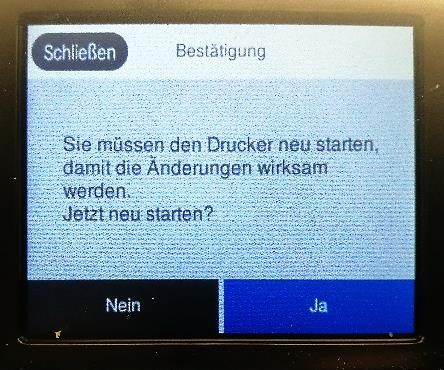 Schließen
Bestätigung
Sie müssen den Drucker neu starten,
damit die Änderungen wirksam
werden.
Jetzt neu starten?
Nein
Ja